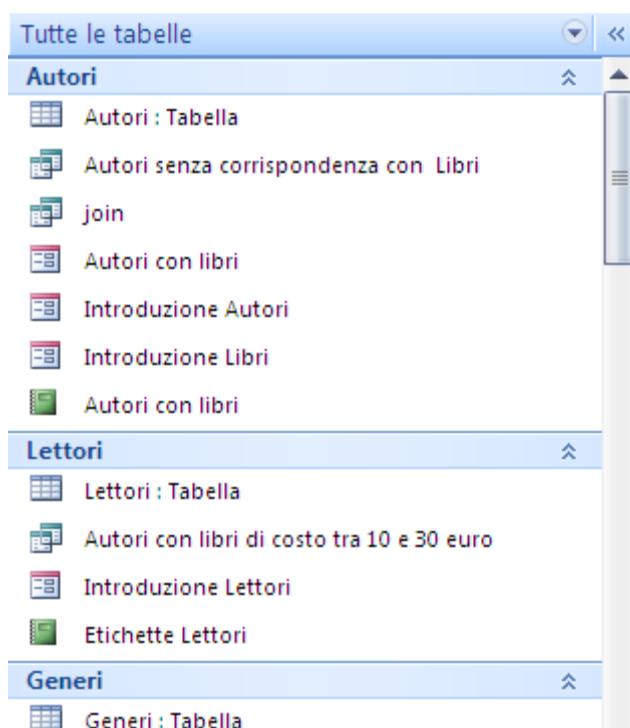 Tutte le tabelle
Autori
Autori : Tabella
Autori senza corrispondenza con Libri
join
Autori con libri
Introduzione Autori
Introduzione Libri
Autori con libri
Lettori
Lettori : Tabella
Autori con libri di costo tra 10 e 30 euro
Introduzione Lettori
Etichette Lettori
Generi
Generi : Tabella